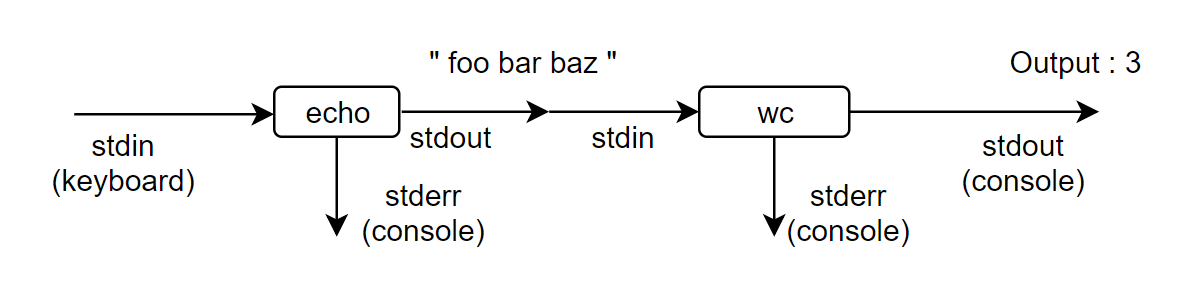 " foo bar baz "
Output : 3
echo
wc
stdin
(keyboard)
stdout
stdin
stdout
(console)
stderr
(console)
stderr
(console)